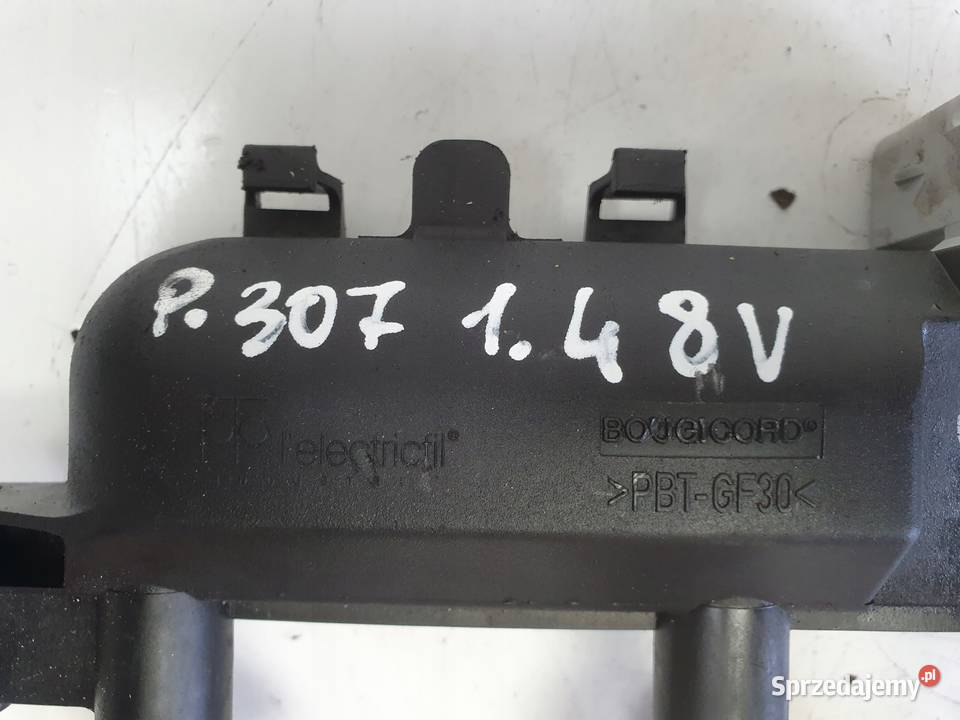 P.307 1.4 8V
l'electricfil®
BOUGICORD®
>PBT-GF30<
Sprzedajemy.pl